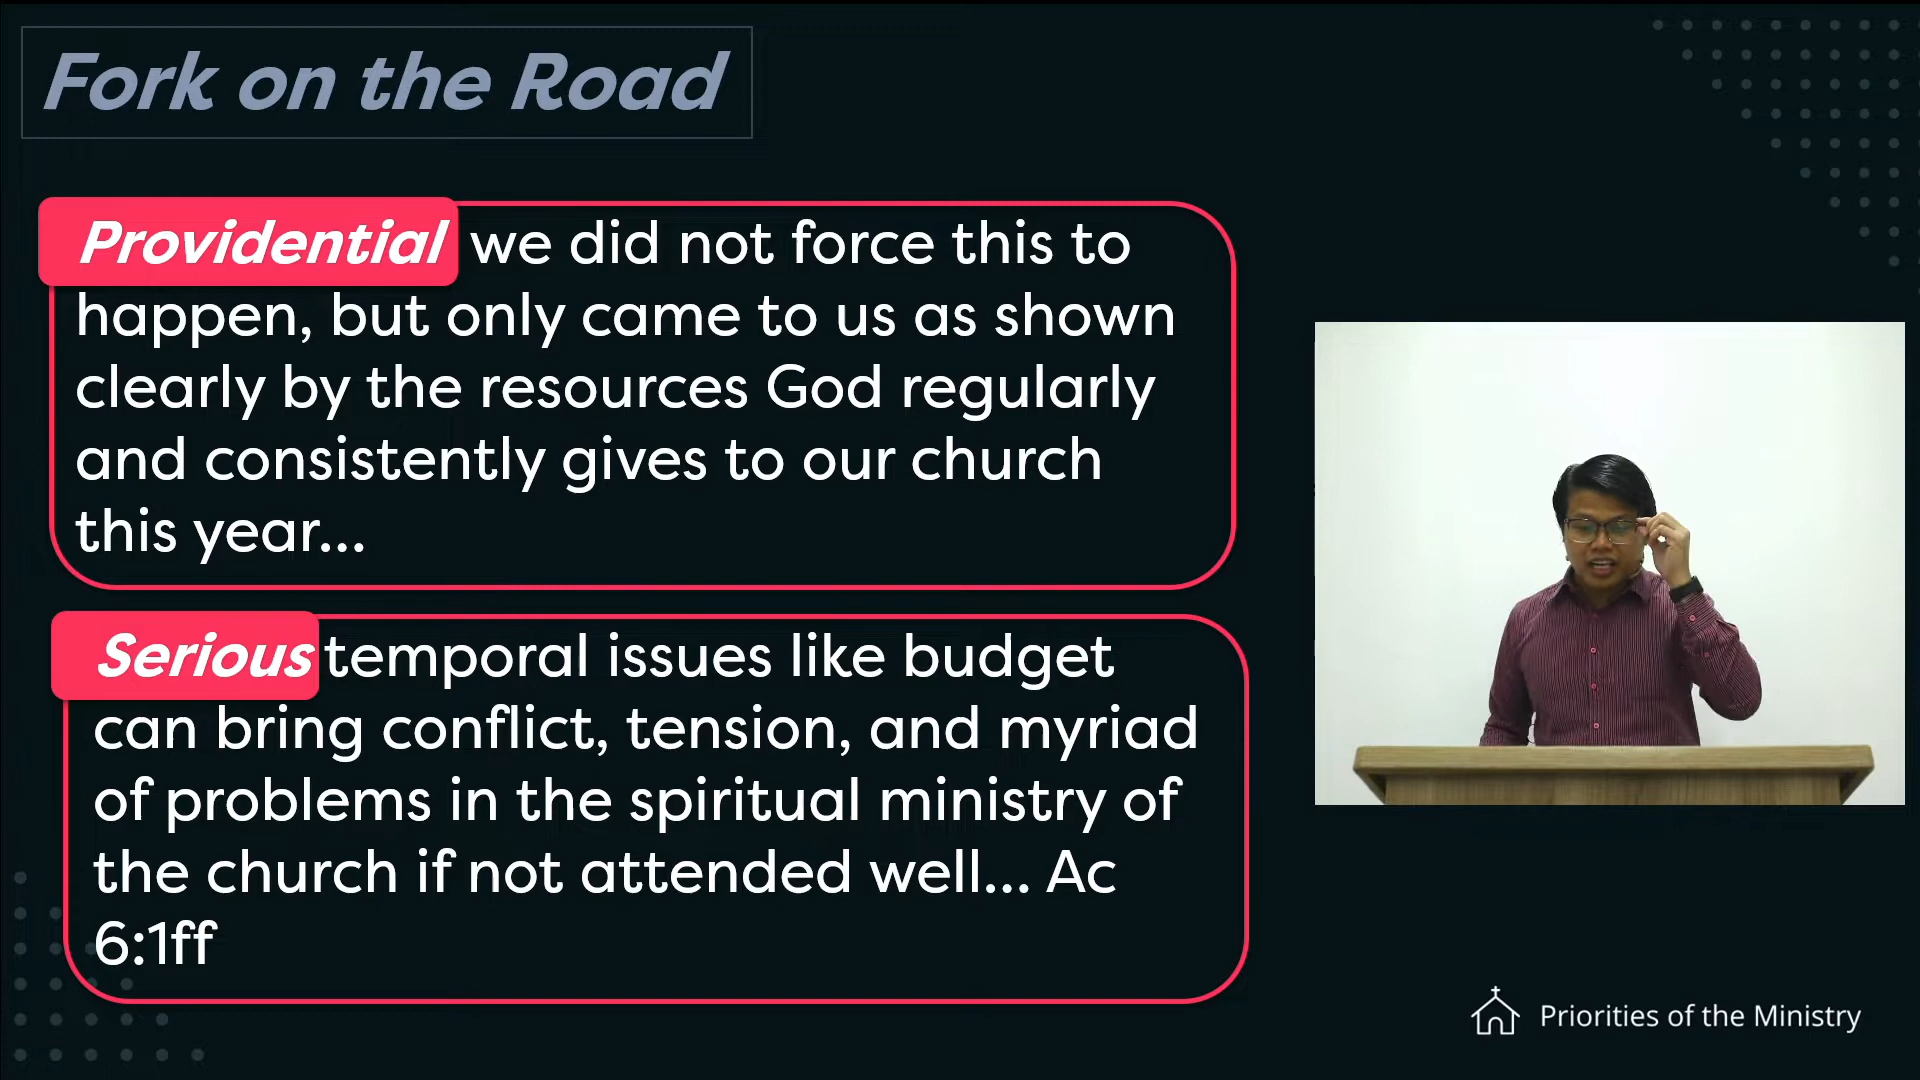 Fork on the Road
Providential we did not force this to
happen, but only came to us as shown
clearly by the resources God regularly
and consistently gives to our church
this year...
Serious temporal issues like budget
can bring conflict, tension, and myriad
of problems in the spiritual ministry of
the church if not attended well... Ac
6:1ff
Priorities of the Ministry